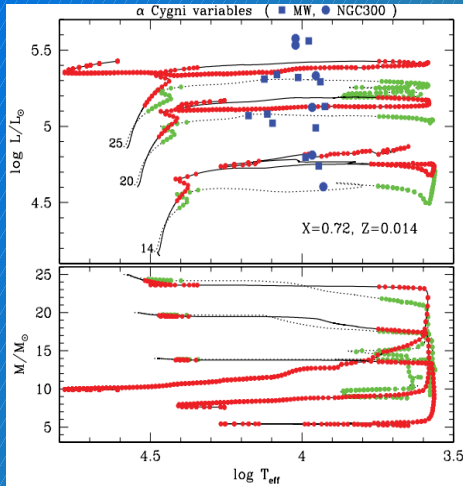 α Cygni variables ( ■ MW, ● NGC300 )
log L/L⊙
5.5
5
4.5
25
20
14
X=0.72, Z=0.014
M/M⊙
25
20
15
10
5
4.5 4 3.5
log Teff